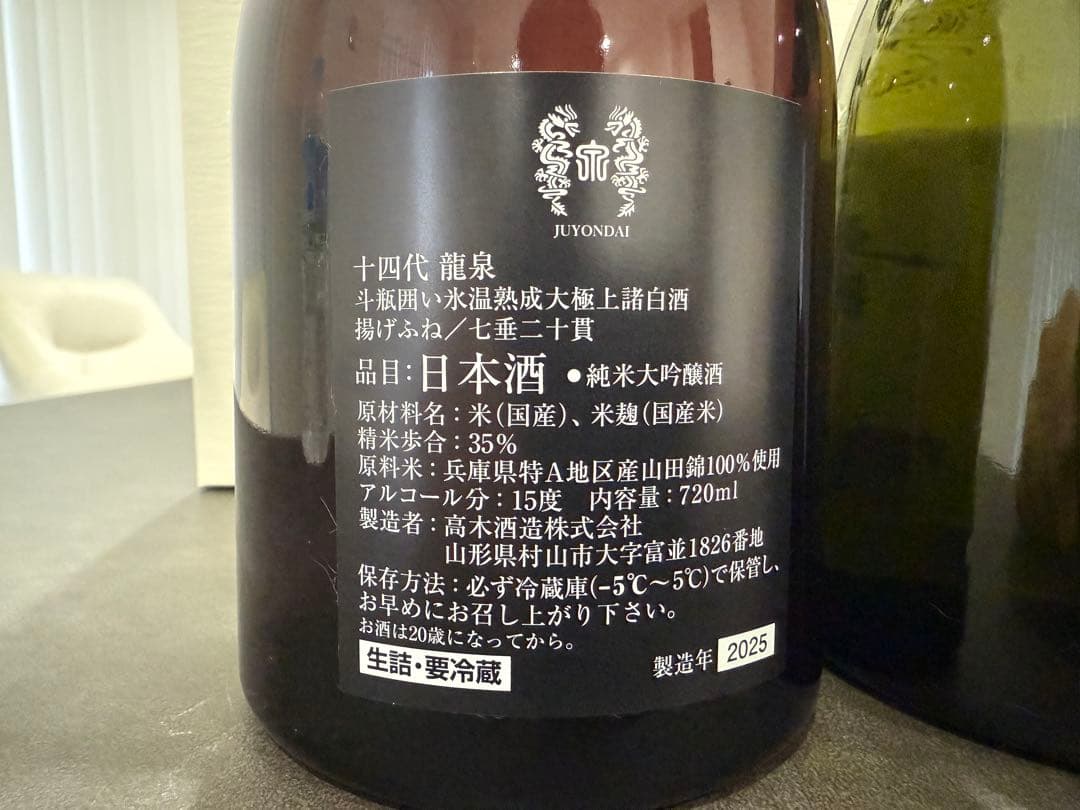 泉
JUYONDAI
十四代 龍泉
斗瓶囲い氷温熟成大極上諸白酒
揚げふね／七垂二十貫
品目：日本酒 ●純米大吟醸酒
原材料名：米（国産）、米麹（国産米）
精米歩合：35％
原料米：兵庫県特A地区産山田錦100％使用
アルコール分：15度 内容量：720ml
製造者：高木酒造株式会社
山形県村山市大字富並1826番地
保存方法：必ず冷蔵庫(-5℃～5℃)で保管し、
お早めにお召し上がり下さい。
お酒は20歳になってから。
生詰・要冷蔵
製造年 2025